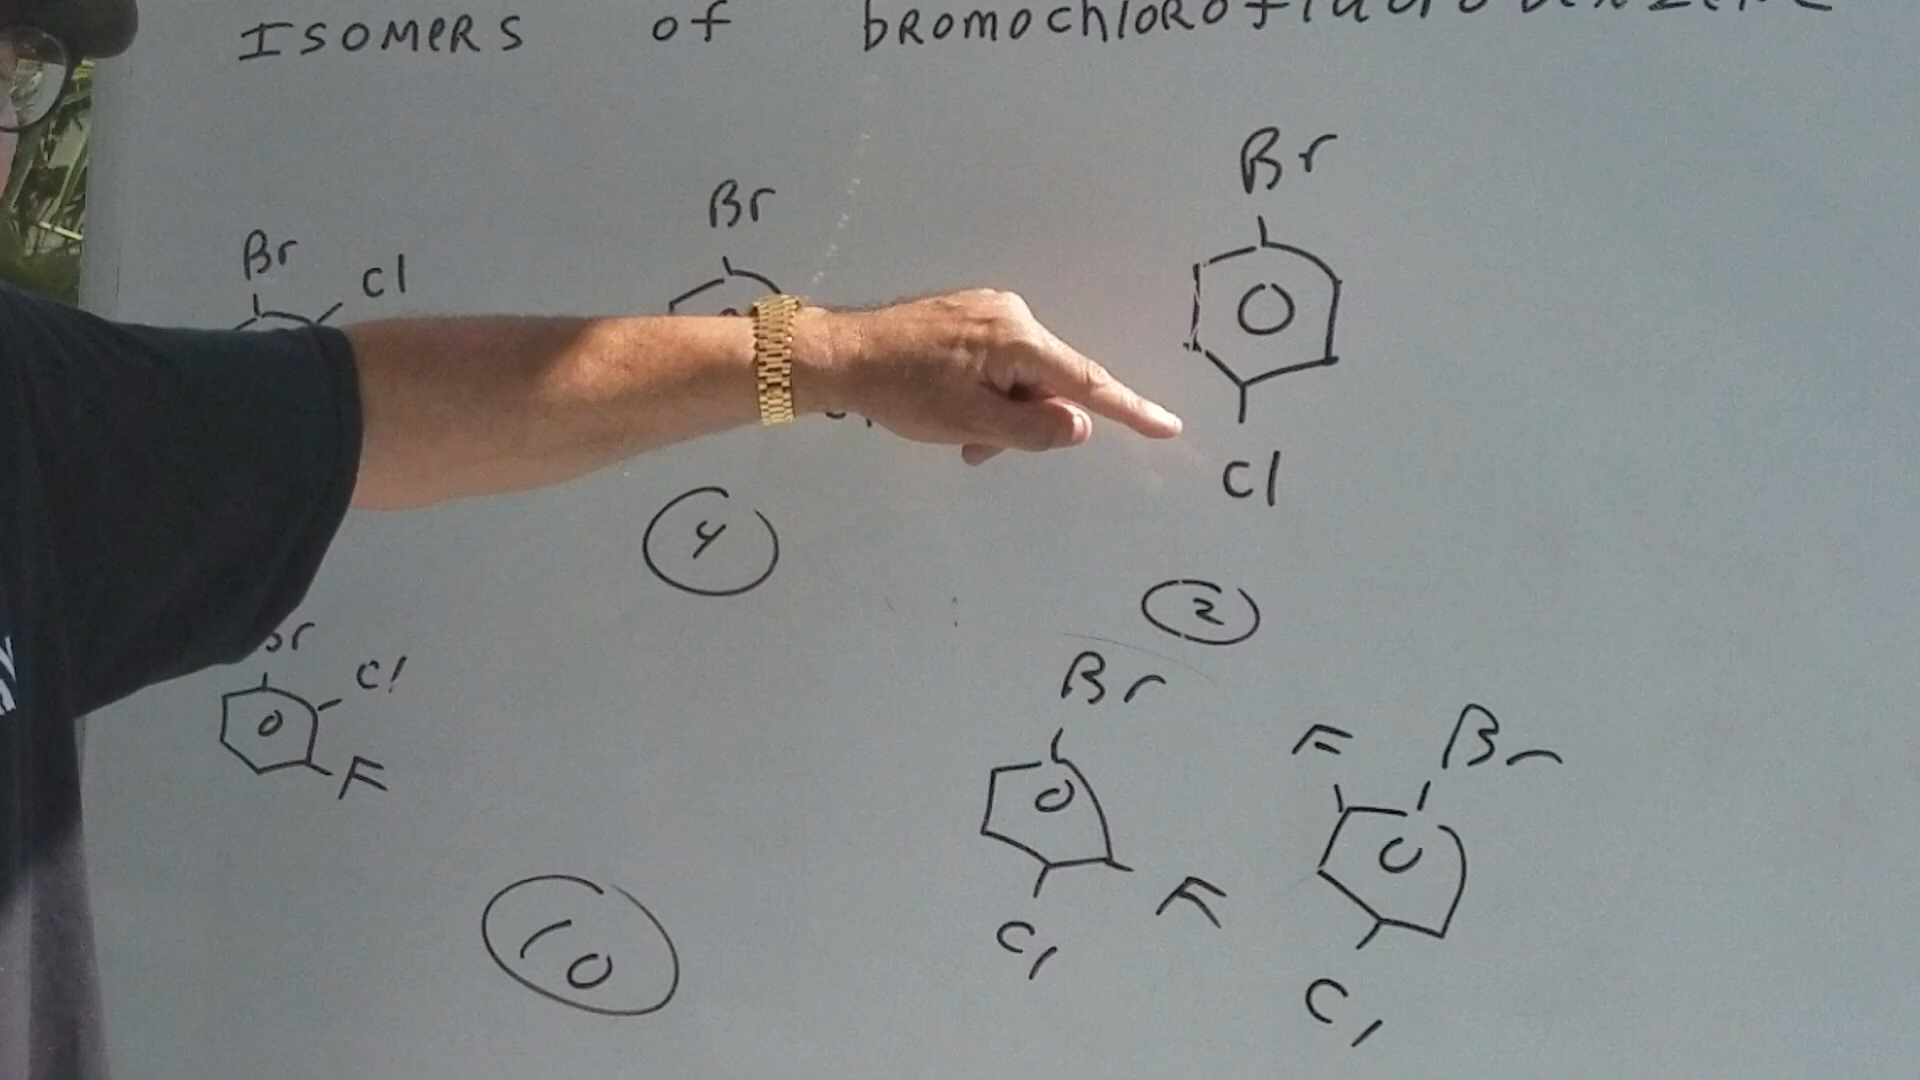 Isomers of bromochlorofluorobenzene
Br
Br
Br Cl
Cl
4
2
Br
Cl
F
Br
F
Cl
F Br
Cl
10